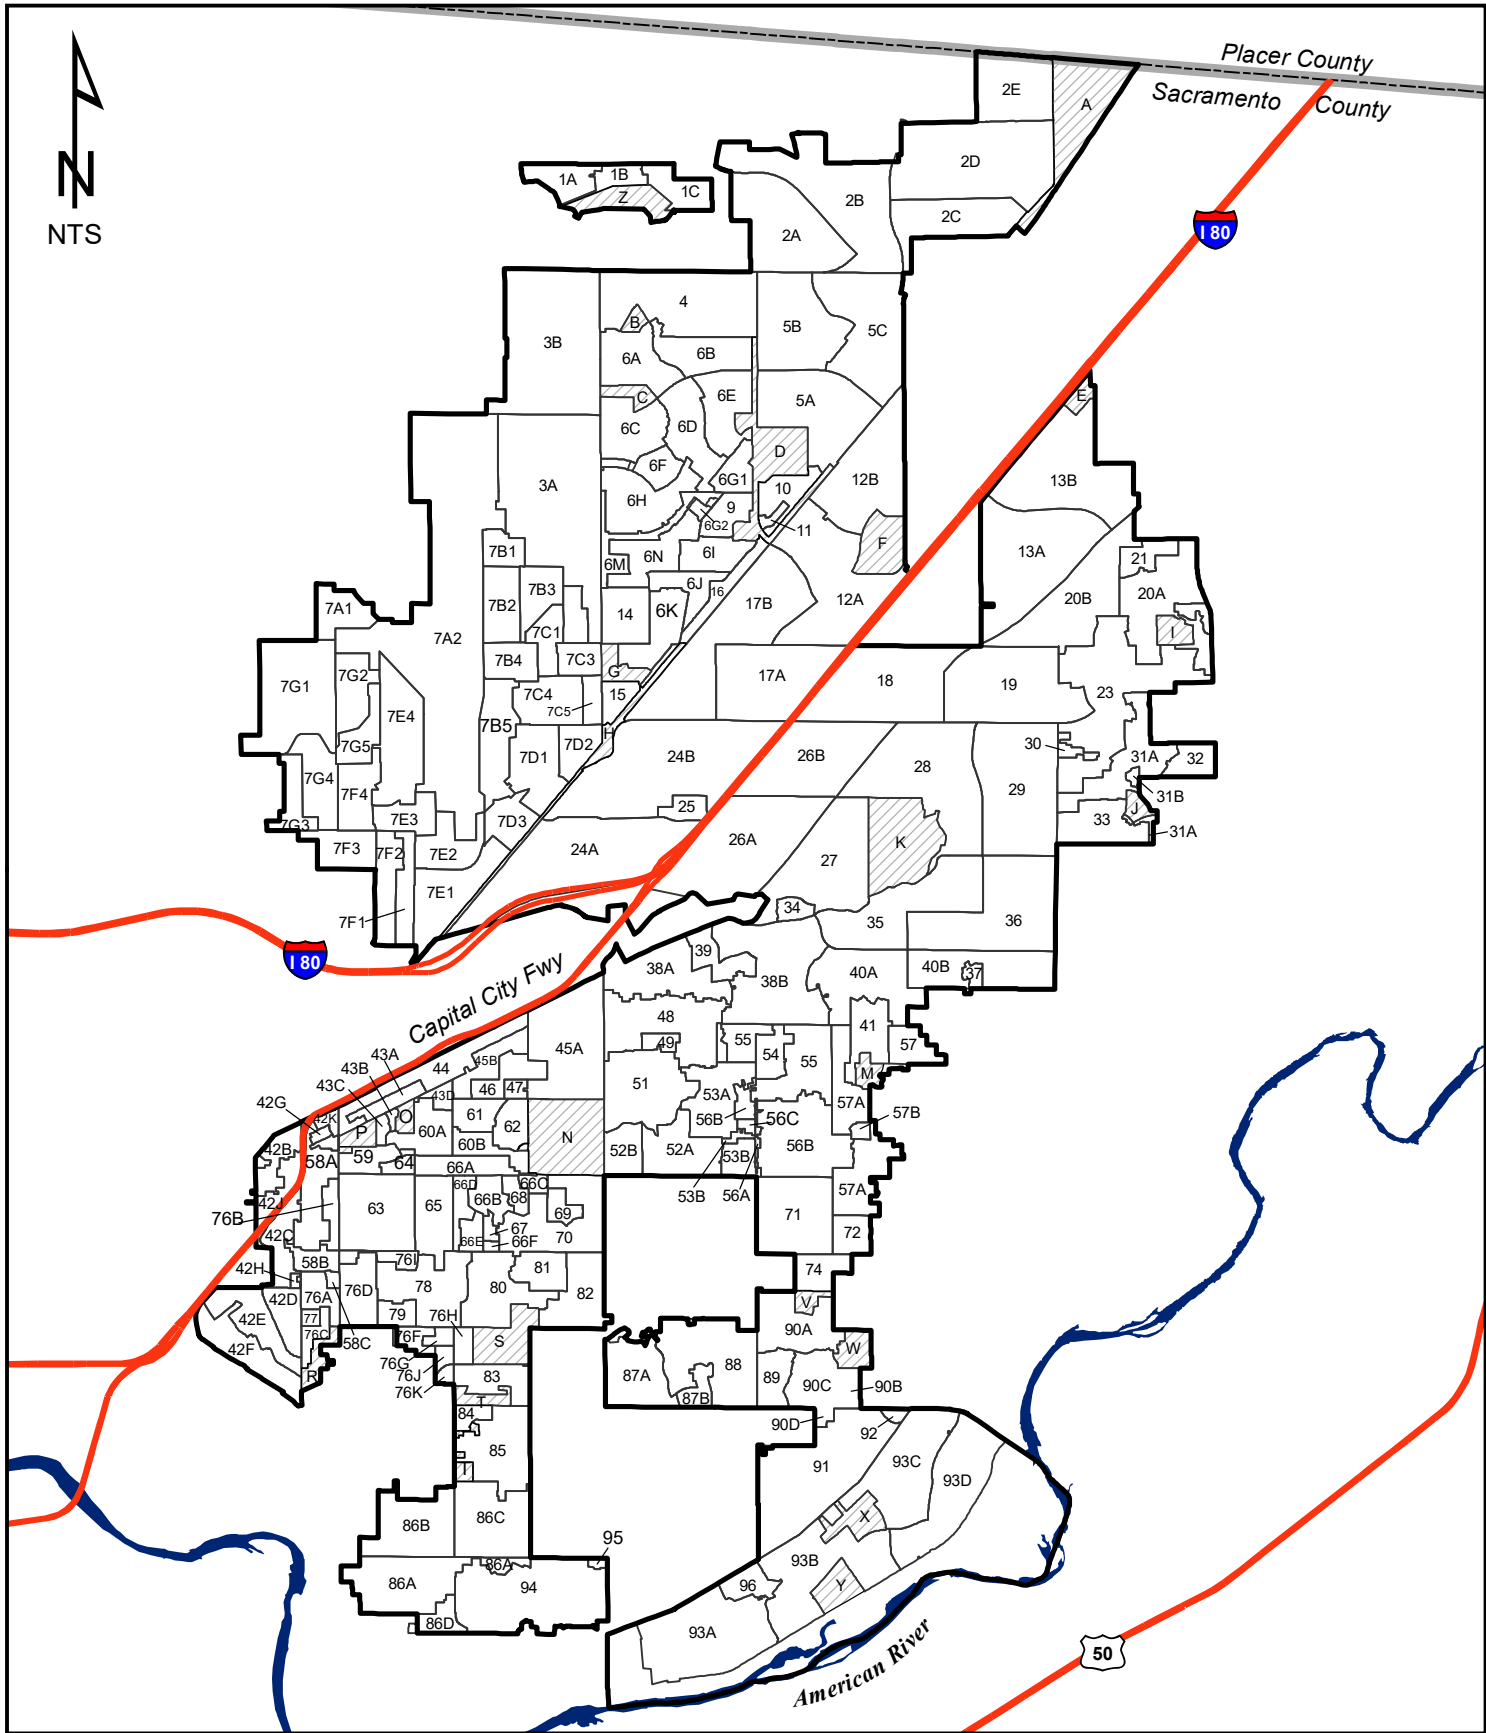 Placer County
Sacramento County
N
NTS
2E
A
2D
1A
1B
1C
Z
2B
2C
2A
I 80
4
B
5B
5C
3B
6A
6B
C
6E
5A
E
6C
6D
D
6F
6G1
10
12B
13B
3A
6H
9
6G2
11
F
13A
7B1
6M
6N
6I
21
7B3
6J
16
20B
20A
7A1
7B2
14
6K
17B
12A
7A2
7C1
I
7B4
7C3
G
7G2
17A
18
19
7G1
7C4
15
23
7C5
7E4
7B5
H
7G5
7D1
7D2
24B
26B
30
28
31A
32
7G4
7F4
25
29
31B
7G3
7E3
7D3
J
33
31A
7F3
7F2
7E2
24A
26A
27
K
7E1
34
7F1
35
36
I 80
39
38A
38B
40A
40B
37
Capital City Fwy
48
41
57
49
55
54
55
45A
43A
44
45B
43B
43C
51
M
46
47
43D
53A
57A
42G
42K
O
61
56B
56C
57B
P
60A
62
N
42B
58A
59
64
60B
52B
52A
53B
56B
66A
53B
56A
66D
66C
57A
42J
66B
68
76B
63
65
69
71
72
42C
67
66E
66F
70
58B
76I
42H
81
74
76A
76D
78
80
82
42D
V
77
79
76H
42E
76C
76F
S
90A
42F
58C
W
76G
R
76J
83
87A
88
89
90C
90B
76K
87B
T
84
90D
92
85
91
93C
T
93D
86B
86C
X
95
86A
86A
94
93B
96
Y
86D
93A
American River
50